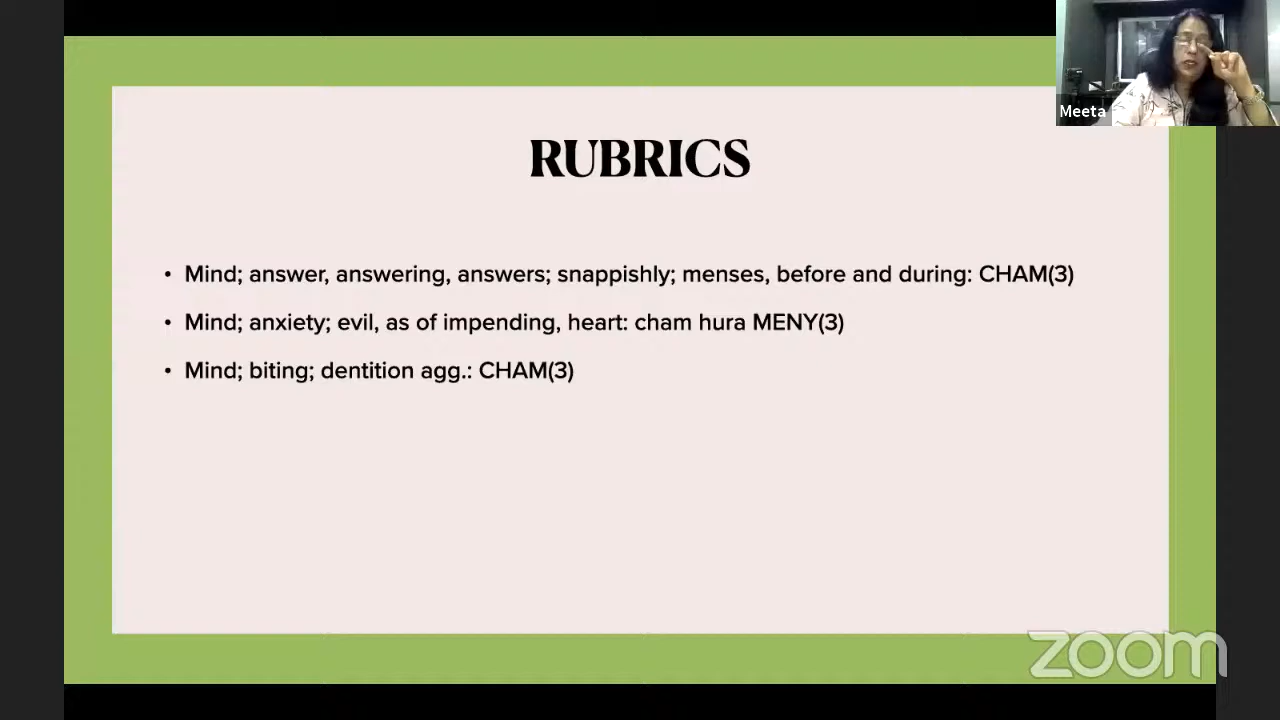 Meeta
RUBRICS
• Mind; answer, answering, answers; snappishly; menses, before and during: CHAM(3)
• Mind; anxiety; evil, as of impending, heart: cham hura MENY(3)
• Mind; biting; dentition agg.: CHAM(3)
zoom